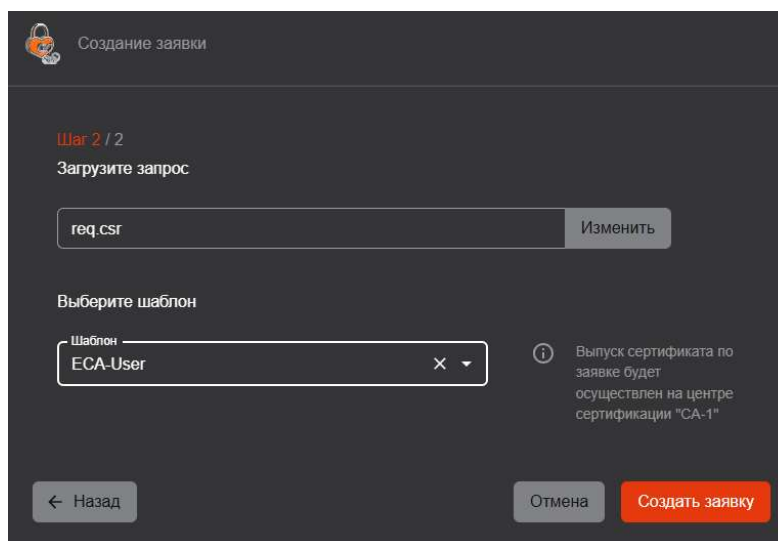 Создание заявки
Шаг 2 / 2
Загрузите запрос
req.csr
Изменить
Выберите шаблон
Шаблон
ECA-User
Выпуск сертификата по
заявке будет
осуществлен на центре
сертификации "CA-1"
Назад
Отмена
Создать заявку